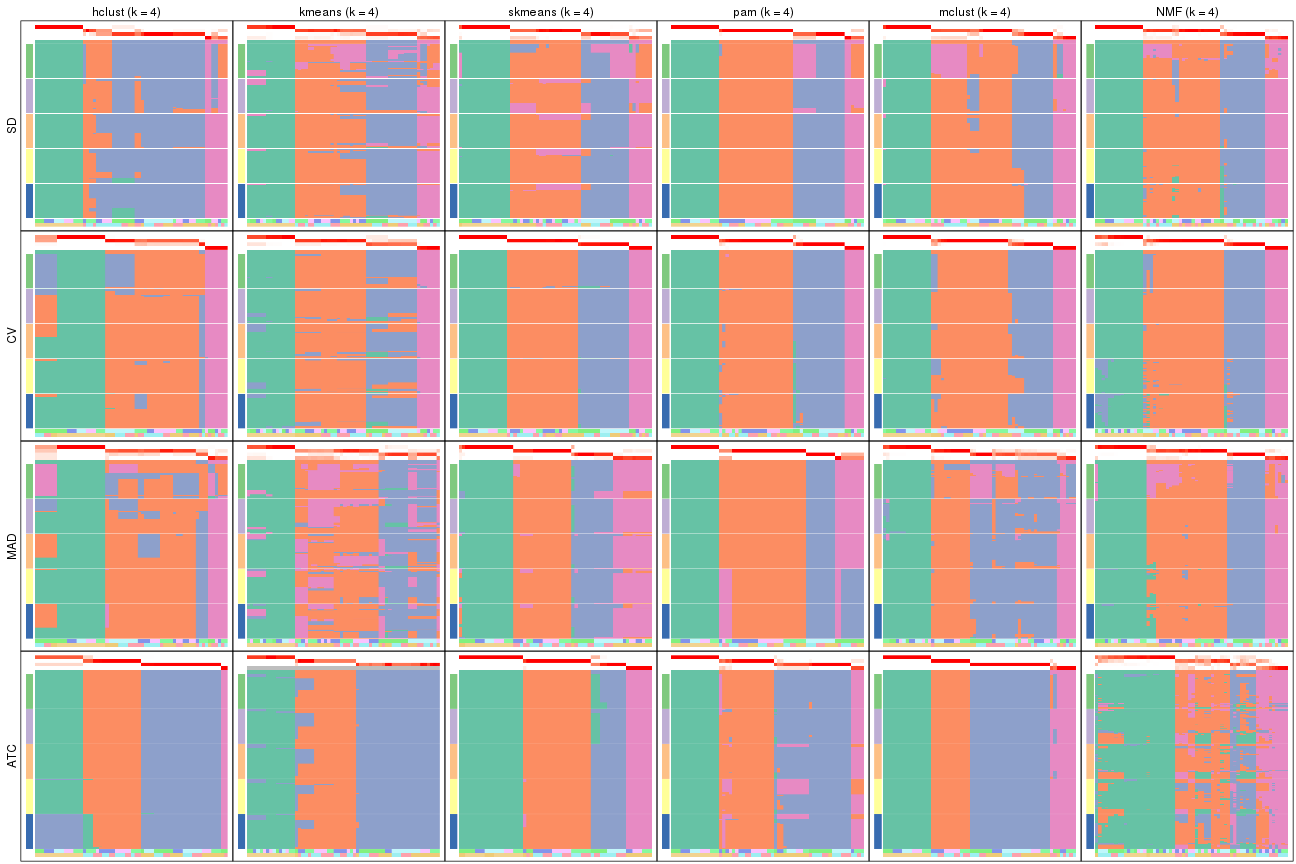 hclust (k = 4)
kmeans (k = 4)
skmeans (k = 4)
pam (k = 4)
mclust (k = 4)
NMF (k = 4)
SD
CV
MAD
ATC